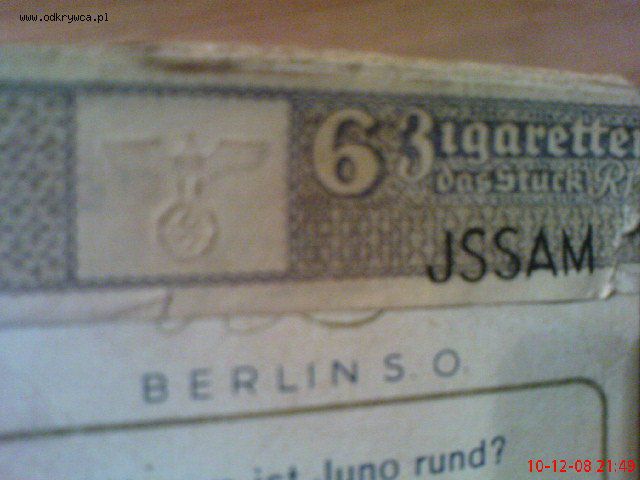 www.odkrywca.pl
6 Zigaretten
das Stück
JSSAM
BERLIN S. O.
ist Juno rund?
10-12-08 21:49